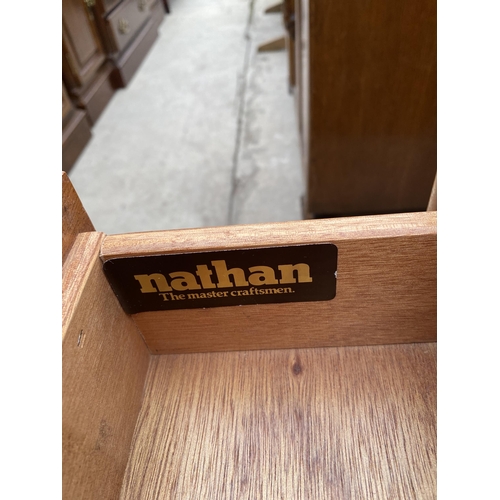 nathan
The master craftsmen.